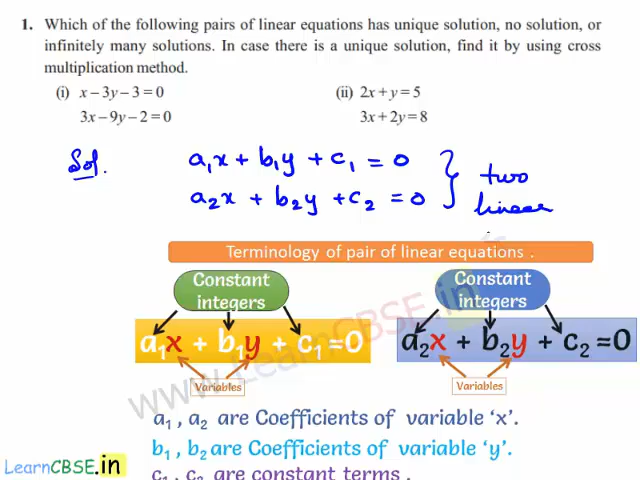 1. Which of the following pairs of linear equations has unique solution, no solution, or
infinitely many solutions. In case there is a unique solution, find it by using cross
multiplication method.
(i) x – 3y – 3 = 0 (ii) 2x + y = 5
3x – 9y – 2 = 0 3x + 2y = 8
Sol. a₁x + b₁y + c₁ = 0 } two
a₂x + b₂y + c₂ = 0 linear
Terminology of pair of linear equations .
Constant integers
Constant integers
a₁x + b₁y + c₁ = 0 a₂x + b₂y + c₂ = 0
Variables Variables
a₁ , a₂ are Coefficients of variable ‘x’.
b₁ , b₂ are Coefficients of variable ‘y’.
c₁ , c₂ are constant terms .
LearnCBSE.in
www.LearnCBSE.in